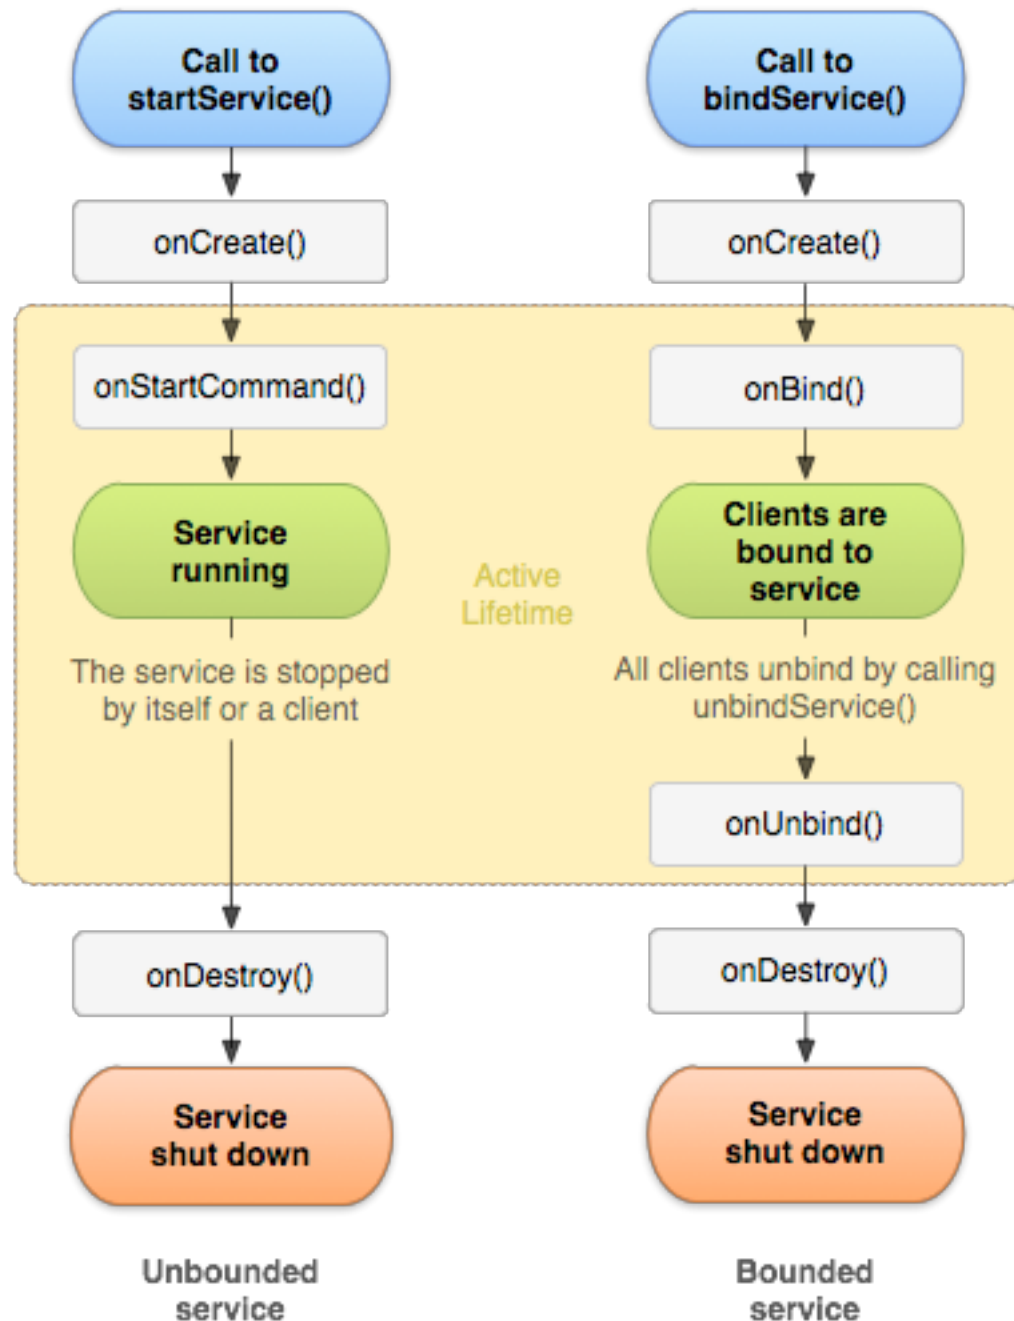 Call to
startService()
onCreate()
onStartCommand()
Service
running
The service is stopped
by itself or a client
onDestroy()
Service
shut down
Unbounded
service
Active
Lifetime
Call to
bindService()
onCreate()
onBind()
Clients are
bound to
service
All clients unbind by calling
unbindService()
onUnbind()
onDestroy()
Service
shut down
Bounded
service